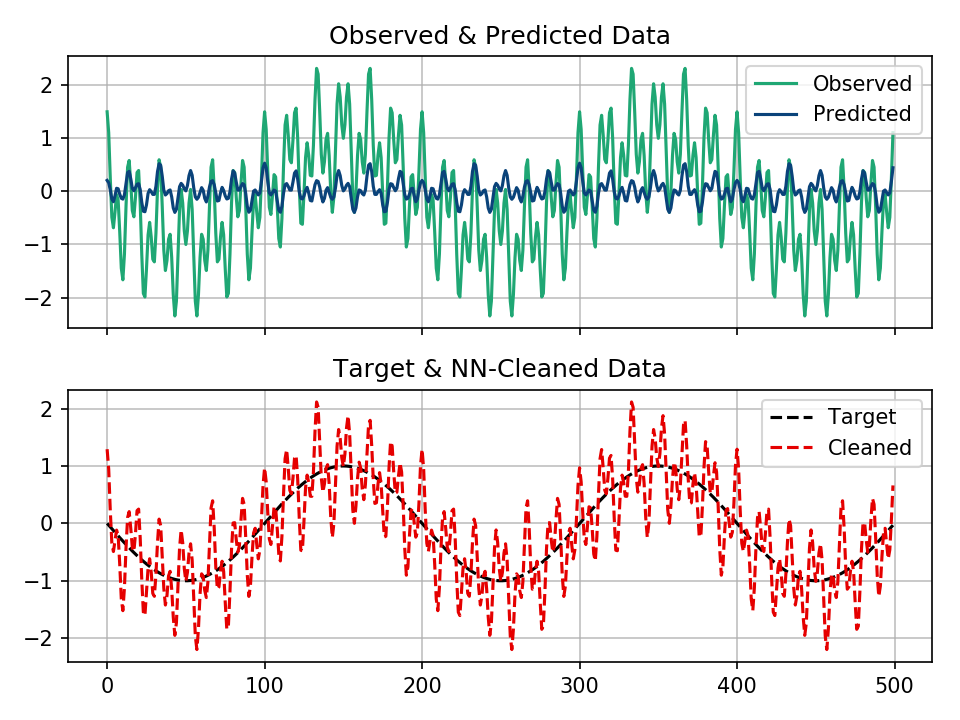 Observed & Predicted Data
2
1
0
−1
−2
Observed
Predicted
Target & NN-Cleaned Data
2
1
0
−1
−2
Target
Cleaned
0 100 200 300 400 500